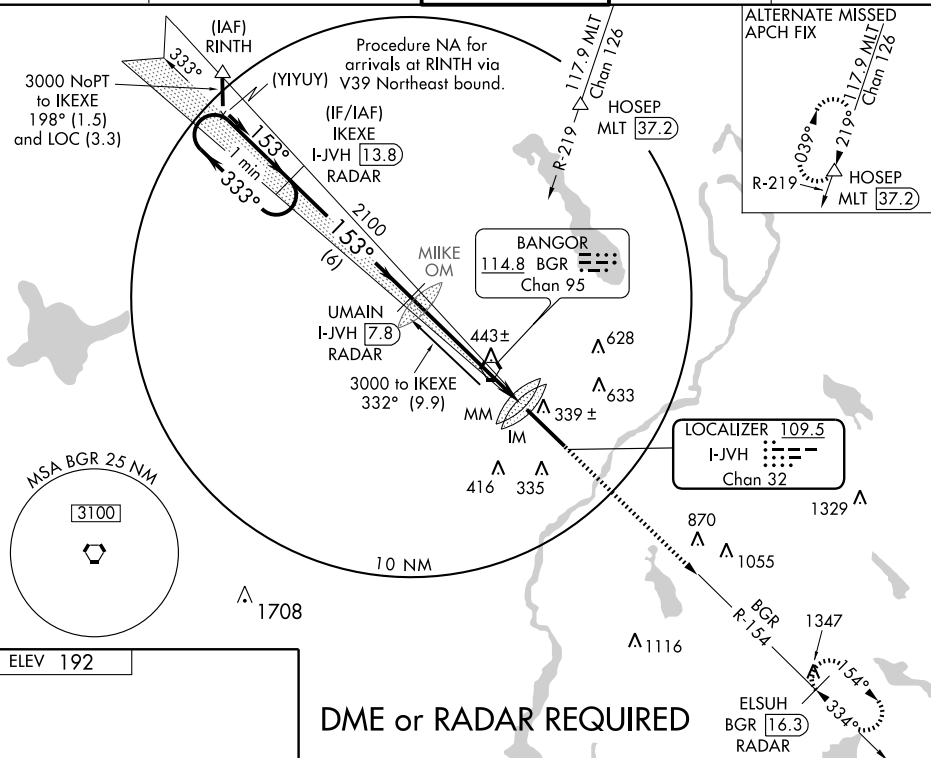 (IAF)
RINTH
333°
3000 NoPT
to IKEXE
198° (1.5)
and LOC (3.3)
(YIYUY)
Procedure NA for
arrivals at RINTH via
V39 Northeast bound.
(IF/IAF)
IKEXE
I-JVH 13.8
RADAR
153°
1 min
333°
117.9 MLT
Chan 126
HOSEP
MLT 37.2
R-219
ALTERNATE MISSED
APCH FIX
117.9 MLT
Chan 126
039°
219°
R-219
HOSEP
MLT 37.2
2100
153°
(6)
MIIKE
OM
BANGOR
114.8 BGR
Chan 95
UMAIN
I-JVH 7.8
RADAR
3000 to IKEXE
332° (9.9)
443±
628
633
MM
339 ±
IM
LOCALIZER 109.5
I-JVH
Chan 32
416
335
1329
870
1055
MSA BGR 25 NM
3100
10 NM
1708
1116
BGR
R-154
1347
154°
334°
ELSUH
BGR 16.3
RADAR
ELEV 192
DME or RADAR REQUIRED